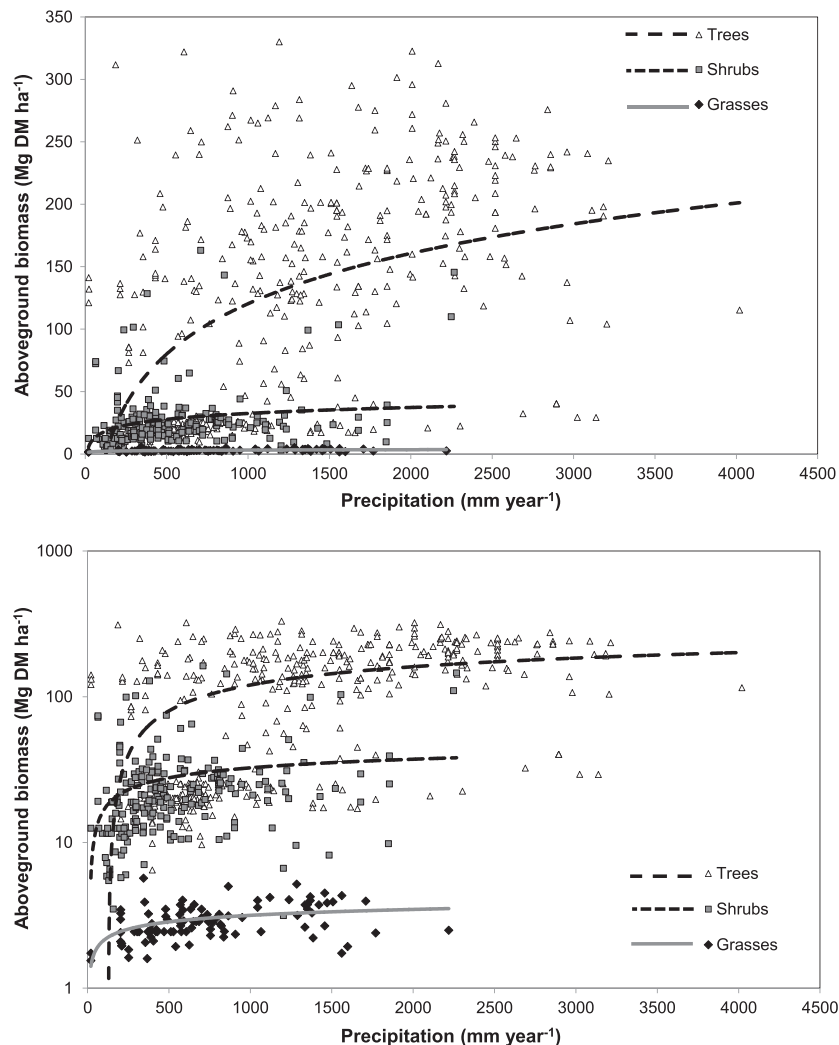 350
300
250
200
150
100
50
0
Aboveground biomass (Mg DM ha⁻¹)
Trees
Shrubs
Grasses
0 500 1000 1500 2000 2500 3000 3500 4000 4500
Precipitation (mm year⁻¹)
1000
100
10
1
Aboveground biomass (Mg DM ha⁻¹)
Trees
Shrubs
Grasses
0 500 1000 1500 2000 2500 3000 3500 4000 4500
Precipitation (mm year⁻¹)